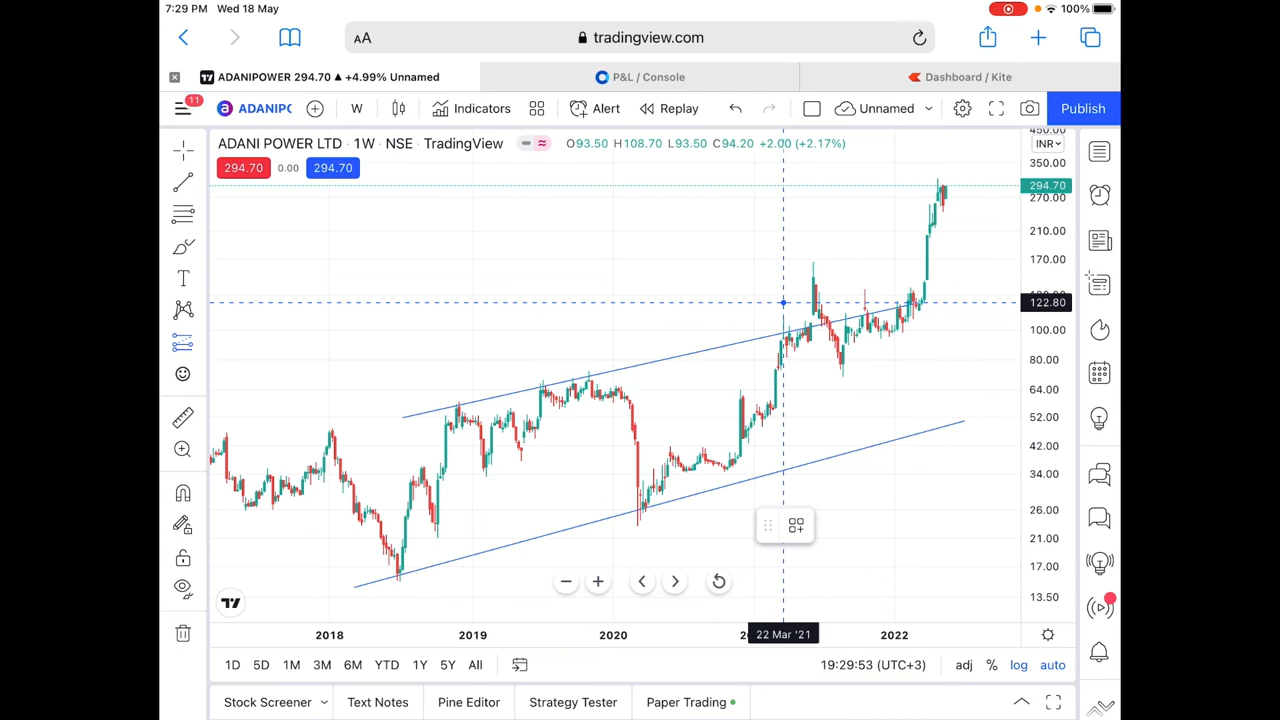 7:29 PM Wed 18 May
100%
AA
tradingview.com
ADANIPOWER 294.70 ▲ +4.99% Unnamed
P&L / Console
Dashboard / Kite
11
ADANIPC
W
Indicators
Alert
Replay
Unnamed
Publish
ADANI POWER LTD · 1W · NSE · TradingView
O93.50 H108.70 L93.50 C94.20 +2.00 (+2.17%)
INR
294.70 0.00 294.70
450.00
350.00
294.70
270.00
210.00
170.00
122.80
100.00
80.00
64.00
52.00
42.00
34.00
26.00
21.00
17.00
13.50
2018
2019
2020
22 Mar '21
2022
1D 5D 1M 3M 6M YTD 1Y 5Y All
19:29:53 (UTC+3)
adj % log auto
Stock Screener
Text Notes
Pine Editor
Strategy Tester
Paper Trading